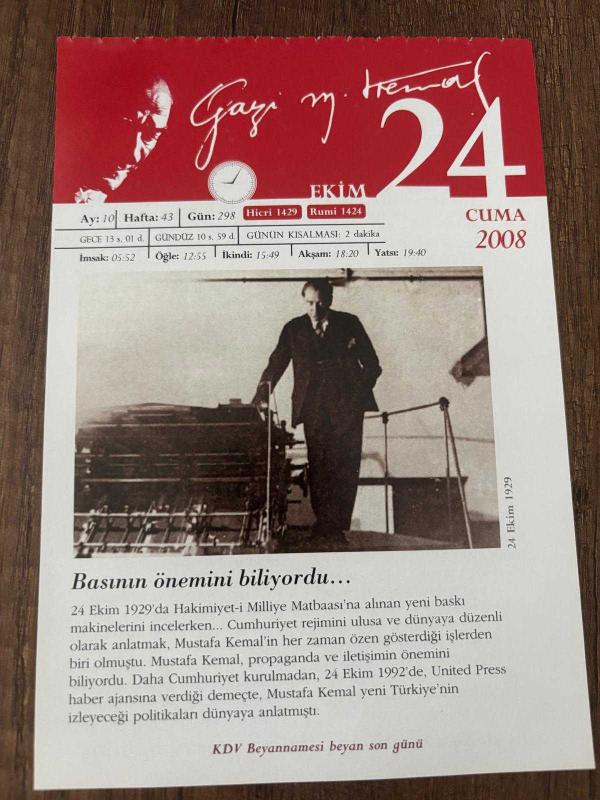 Gazi M. Kemal
24
EKİM
CUMA
2008
Ay: 10 Hafta: 43 Gün: 298 Hicri 1429 Rumi 1424
GECE 13 s. 01 d. GÜNDÜZ 10 s. 59 d. GÜNÜN KISALMASI: 2 dakika
İmsak: 05:52 Öğle: 12:55 İkindi: 15:49 Akşam: 18:20 Yatsı: 19:40
24 Ekim 1929
Basının önemini biliyordu...
24 Ekim 1929'da Hakimiyet-i Milliye Matbaası'na alınan yeni baskı
makinelerini incelerken... Cumhuriyet rejimini ulusa ve dünyaya düzenli
olarak anlatmak, Mustafa Kemal'in her zaman özen gösterdiği işlerden
biri olmuştu. Mustafa Kemal, propaganda ve iletişimin önemini
biliyordu. Daha Cumhuriyet kurulmadan, 24 Ekim 1992'de, United Press
haber ajansına verdiği demeçte, Mustafa Kemal yeni Türkiye'nin
izleyeceği politikaları dünyaya anlatmıştı.
KDV Beyannamesi beyan son günü